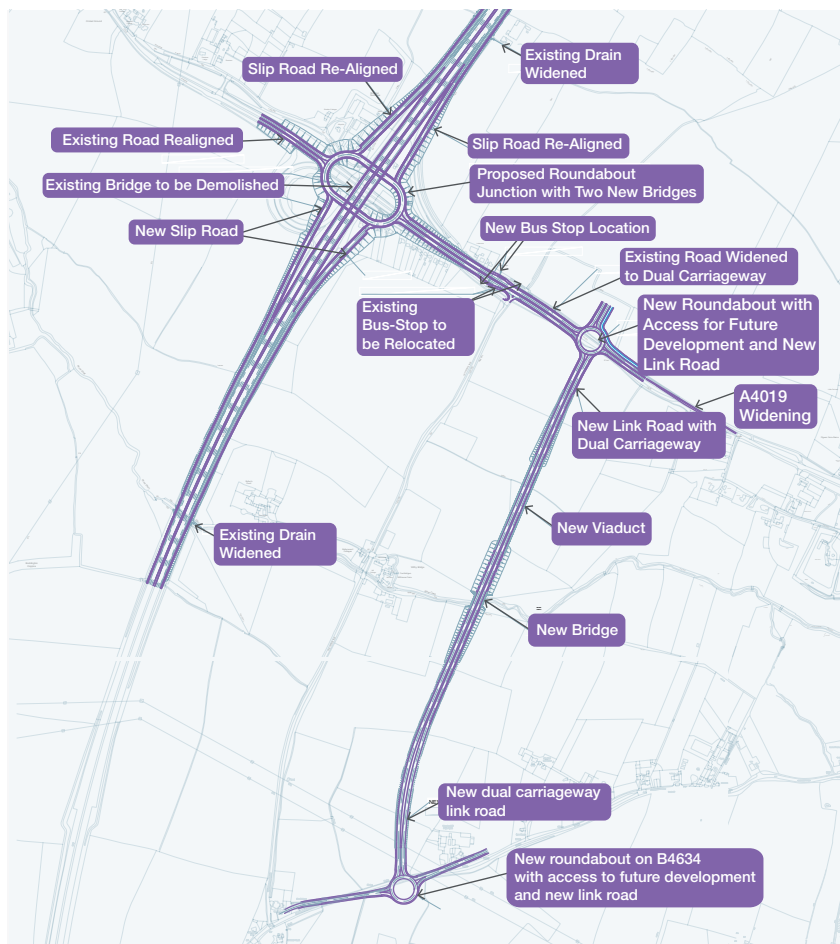 Existing Drain
Widened
Slip Road Re-Aligned
Existing Road Realigned
Slip Road Re-Aligned
Existing Bridge to be Demolished
Proposed Roundabout
Junction with Two New Bridges
New Slip Road
New Bus Stop Location
Existing Road Widened
to Dual Carriageway
Existing
Bus-Stop to
be Relocated
New Roundabout with
Access for Future
Development and New
Link Road
A4019
Widening
New Link Road with
Dual Carriageway
Existing Drain
Widened
New Viaduct
New Bridge
New dual carriageway
link road
New roundabout on B4634
with access to future development
and new link road